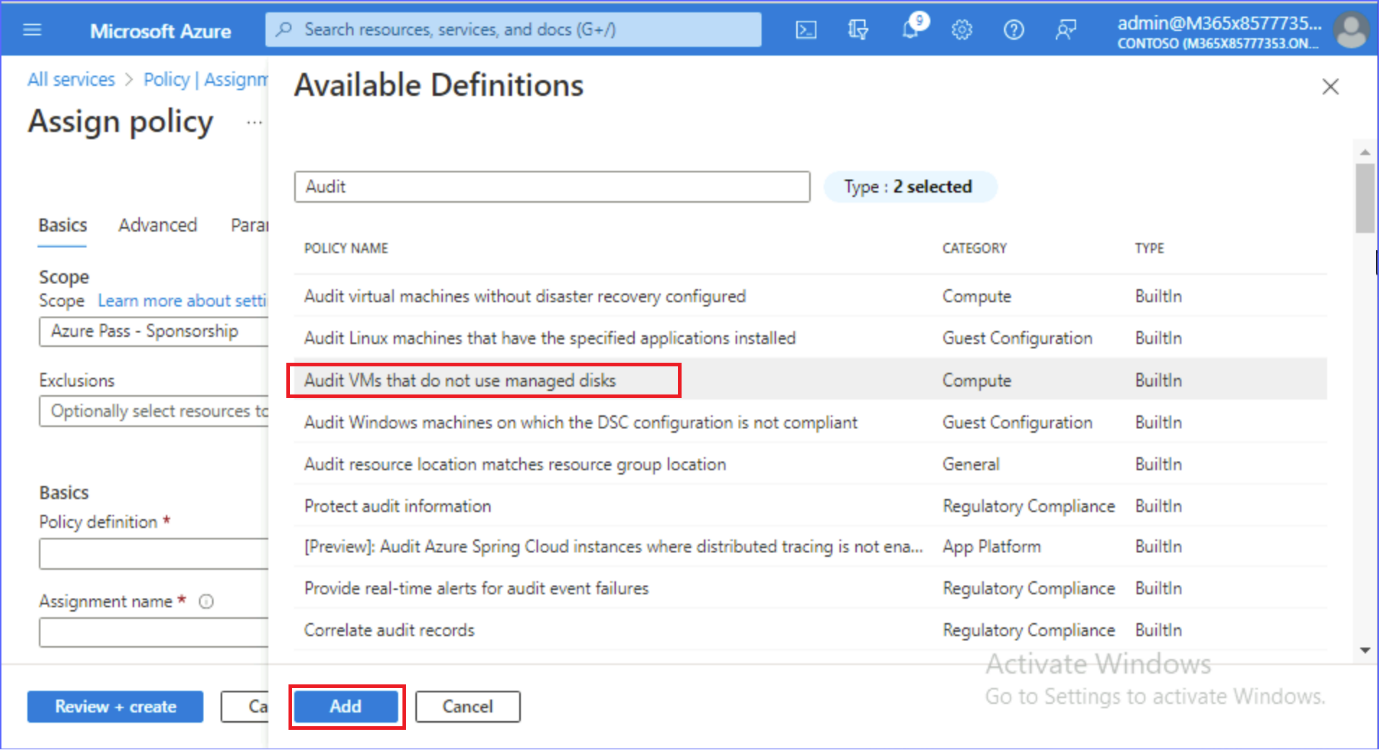 Microsoft Azure
Search resources, services, and docs (G+/)
9
admin@M365x8577735...
CONTOSO (M365X85777353.ON...
All services > Policy | Assignm
Assign policy ...
Basics Advanced Paran
Scope
Scope Learn more about setti
Azure Pass - Sponsorship
Exclusions
Optionally select resources to
Basics
Policy definition *
Assignment name *
Review + create
Ca
Available Definitions
Audit
Type : 2 selected
POLICY NAME CATEGORY TYPE
Audit virtual machines without disaster recovery configured Compute BuiltIn
Audit Linux machines that have the specified applications installed Guest Configuration BuiltIn
Audit VMs that do not use managed disks Compute BuiltIn
Audit Windows machines on which the DSC configuration is not compliant Guest Configuration BuiltIn
Audit resource location matches resource group location General BuiltIn
Protect audit information Regulatory Compliance BuiltIn
[Preview]: Audit Azure Spring Cloud instances where distributed tracing is not ena... App Platform BuiltIn
Provide real-time alerts for audit event failures Regulatory Compliance BuiltIn
Correlate audit records Regulatory Compliance BuiltIn
Add
Cancel
Activate Windows
Go to Settings to activate Windows.